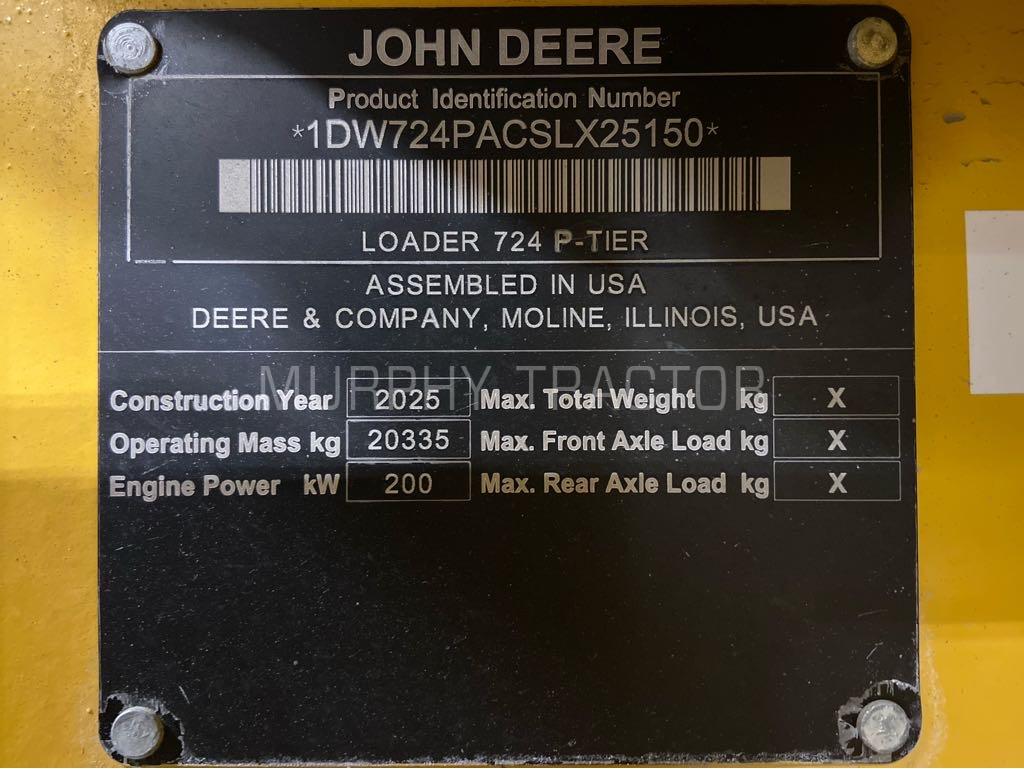 JOHN DEERE
Product Identification Number
*1DW724PACSLX25150*
LOADER 724 P-TIER
ASSEMBLED IN USA
DEERE & COMPANY, MOLINE, ILLINOIS, USA
MURPHY TRACTOR
Construction Year 2025 Max. Total Weight kg X
Operating Mass kg 20335 Max. Front Axle Load kg X
Engine Power kW 200 Max. Rear Axle Load kg X